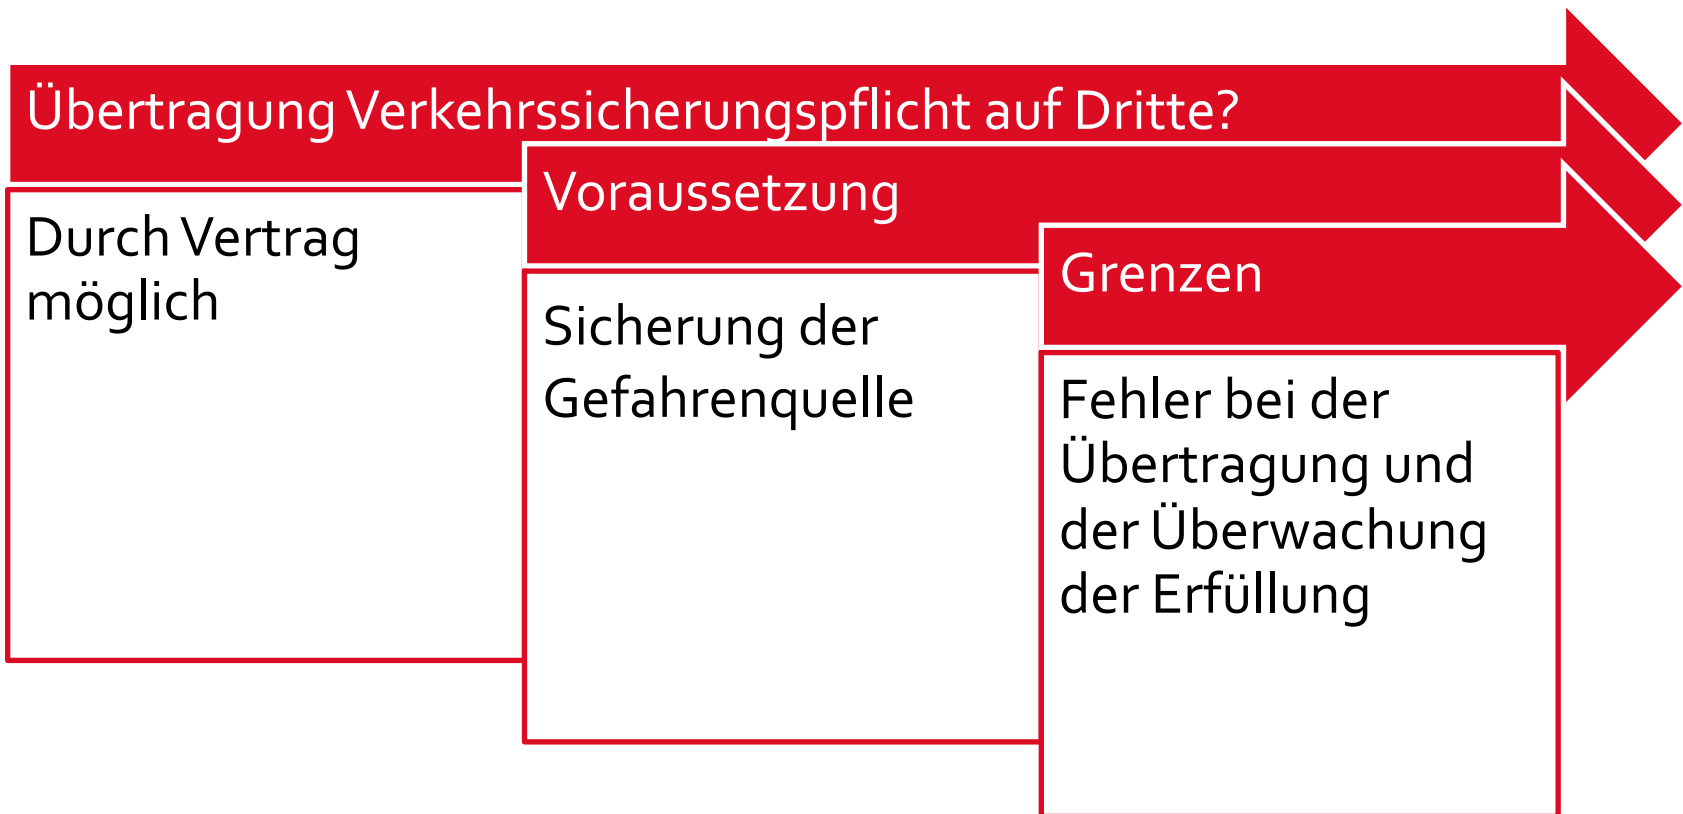 Übertragung Verkehrssicherungspflicht auf Dritte?
Durch Vertrag
möglich
Voraussetzung
Sicherung der
Gefahrenquelle
Grenzen
Fehler bei der
Übertragung und
der Überwachung
der Erfüllung